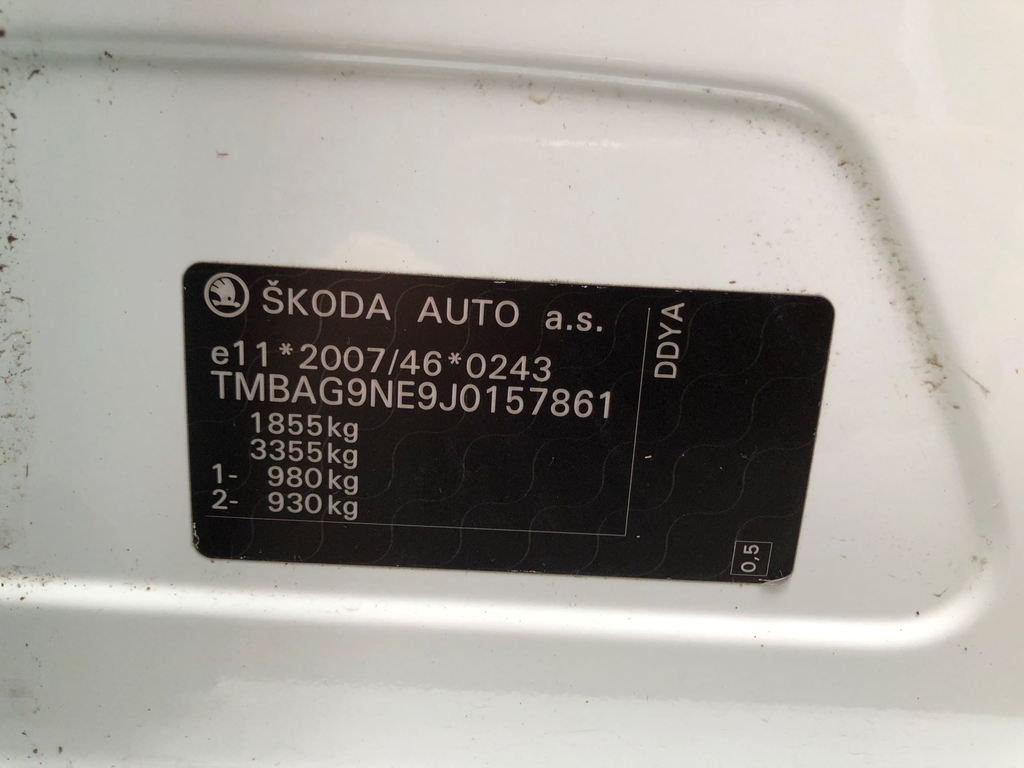 ŠKODA AUTO a.s.
e11*2007/46*0243
TMBAG9NE9J0157861
1855kg
3355kg
1- 980kg
2- 930kg
DDYA
0,5